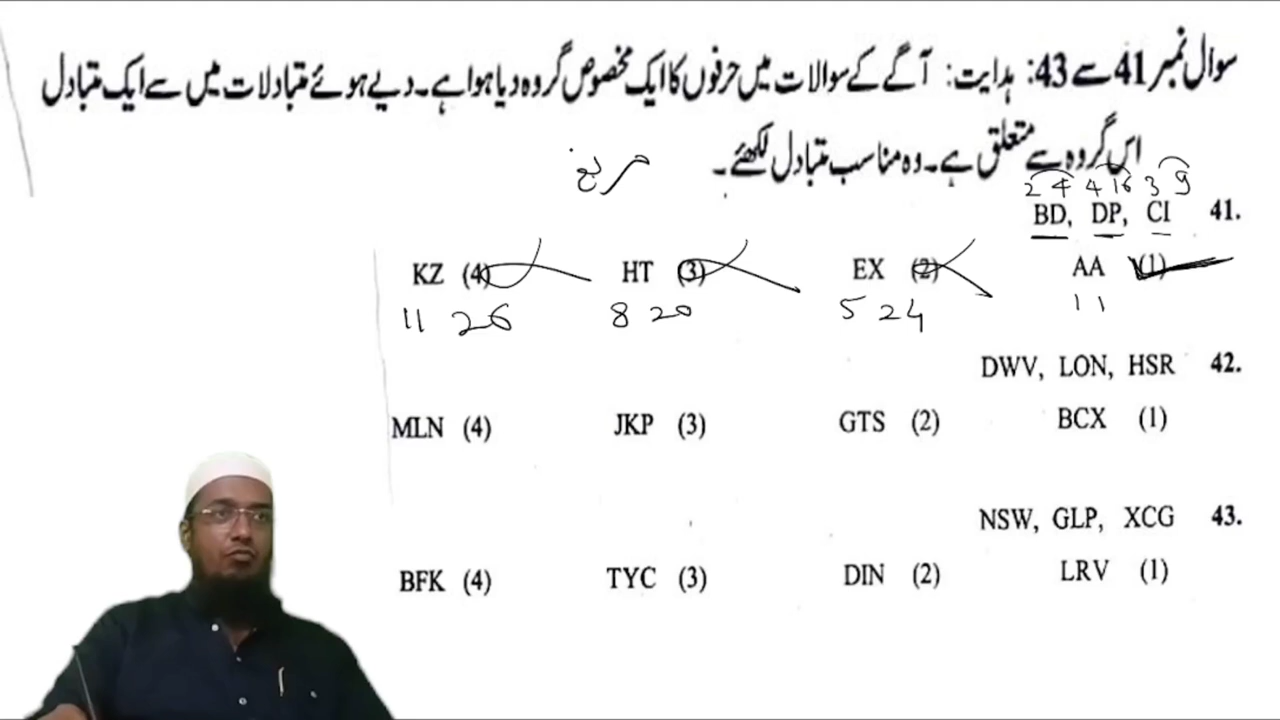 سوال نمبر 41 سے 43: ہدایت: آگے کے سوالات میں حرفوں کا ایک مخصوص گروہ دیا ہوا ہے۔ دیے ہوئے متبادلات میں سے ایک متبادل
اس گروہ سے متعلق ہے۔ وہ مناسب متبادل لکھئے۔
مربع
2 4 4 16 3 9
41. BD, DP, CI
(1) AA (2) EX (3) HT (4) KZ
1 1 5 24 8 20 11 26
42. DWV, LON, HSR
(1) BCX (2) GTS (3) JKP (4) MLN
43. NSW, GLP, XCG
(1) LRV (2) DIN (3) TYC (4) BFK